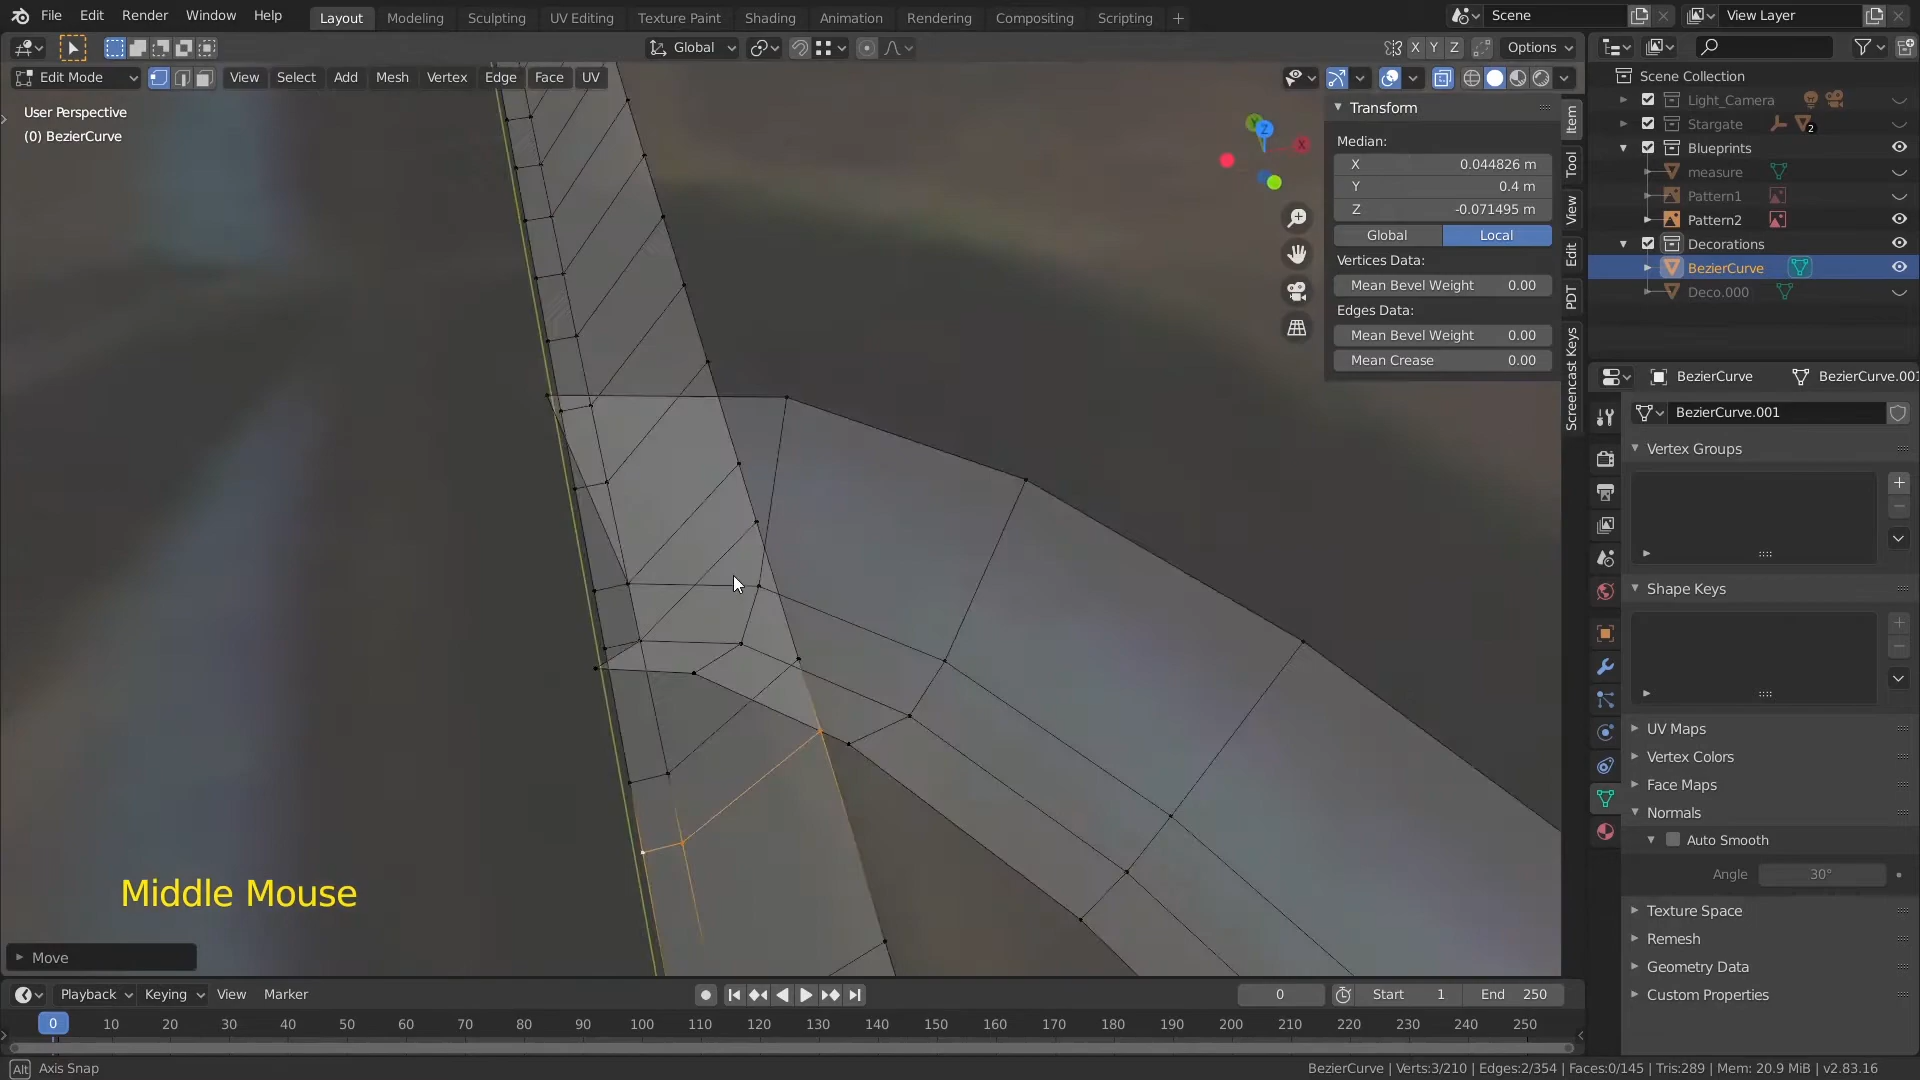 File Edit Render Window Help Layout Modeling Sculpting UV Editing Texture Paint Shading Animation Rendering Compositing Scripting + Scene View Layer
Global X Y Z Options
Edit Mode View Select Add Mesh Vertex Edge Face UV
User Perspective
(0) BezierCurve
Transform
Median:
X 0.044826 m
Y 0.4 m
Z -0.071495 m
Global Local
Vertices Data:
Mean Bevel Weight 0.00
Edges Data:
Mean Bevel Weight 0.00
Mean Crease 0.00
Item
Tool
View
Edit
PDT
Screencast Keys
Y Z X
Scene Collection
Light_Camera
Stargate 2
Blueprints
measure
Pattern1
Pattern2
Decorations
BezierCurve
Deco.000
BezierCurve BezierCurve.001
BezierCurve.001
Vertex Groups
Shape Keys
UV Maps
Vertex Colors
Face Maps
Normals
Auto Smooth
Angle 30°
Texture Space
Remesh
Geometry Data
Custom Properties
Middle Mouse
Move
Playback Keying View Marker 0 Start 1 End 250
0 10 20 30 40 50 60 70 80 90 100 110 120 130 140 150 160 170 180 190 200 210 220 230 240 250
Alt Axis Snap BezierCurve | Verts:3/210 | Edges:2/354 | Faces:0/145 | Tris:289 | Mem: 20.9 MiB | v2.83.16